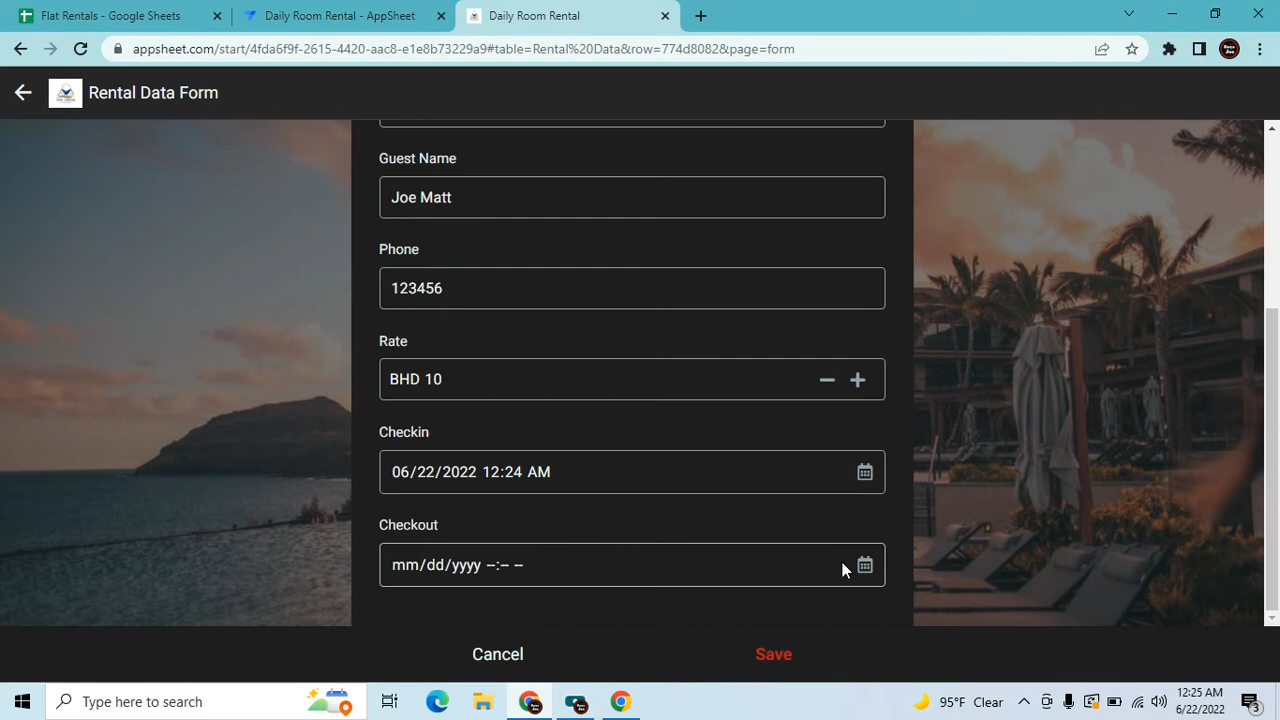 Flat Rentals - Google Sheets
Daily Room Rental - AppSheet
Daily Room Rental
appsheet.com/start/4fda6f9f-2615-4420-aac8-e1e8b73229a9#table=Rental%20Data&row=774d8082&page=form
Rental Data Form
Guest Name
Joe Matt
Phone
123456
Rate
BHD 10
Checkin
06/22/2022 12:24 AM
Checkout
mm/dd/yyyy --:-- --
Cancel
Save
Type here to search
95°F Clear
12:25 AM
6/22/2022
3